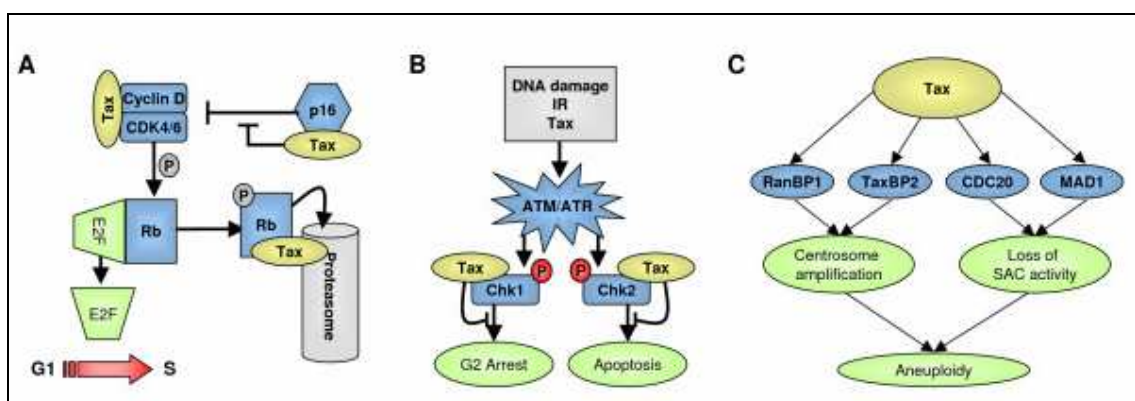 A
Tax
Cyclin D
CDK4/6
p16
Tax
P
E2F
Rb
P
Rb
Tax
Proteasome
E2F
G1
S
B
DNA damage
IR
Tax
ATM/ATR
Tax
P
Chk1
P
Tax
Chk2
G2 Arrest
Apoptosis
C
Tax
RanBP1
TaxBP2
CDC20
MAD1
Centrosome
amplification
Loss of
SAC activity
Aneuploidy